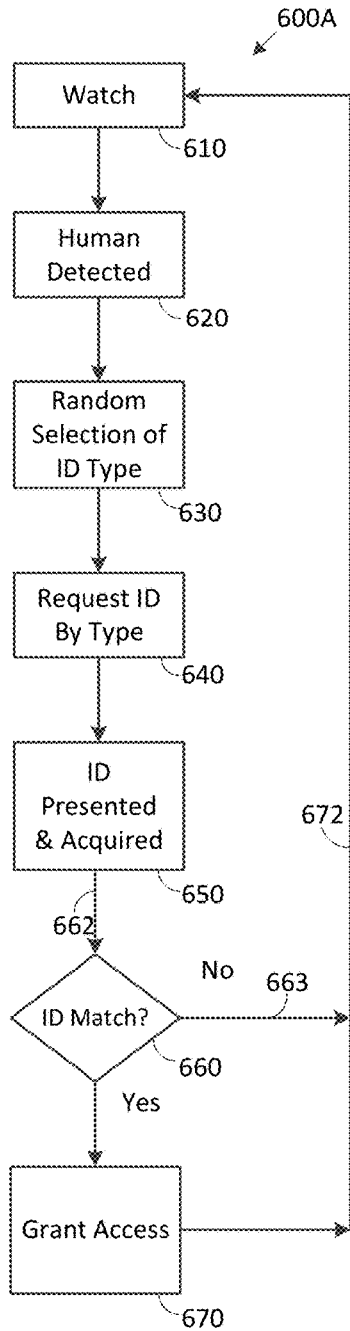 600A
Watch
610
Human
Detected
620
Random
Selection of
ID Type
630
Request ID
By Type
640
ID
Presented
& Acquired
650
672
662
No
663
ID Match?
660
Yes
Grant Access
670